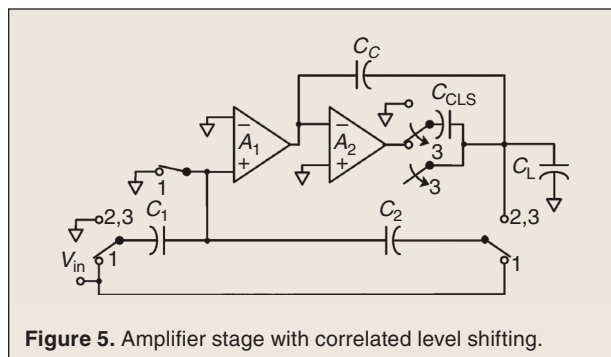 C_C
C_CLS
− A_1 +
− A_2 +
3
3
C_L
1
2,3
C_1
C_2
2,3
V_in
1
1
Figure 5. Amplifier stage with correlated level shifting.